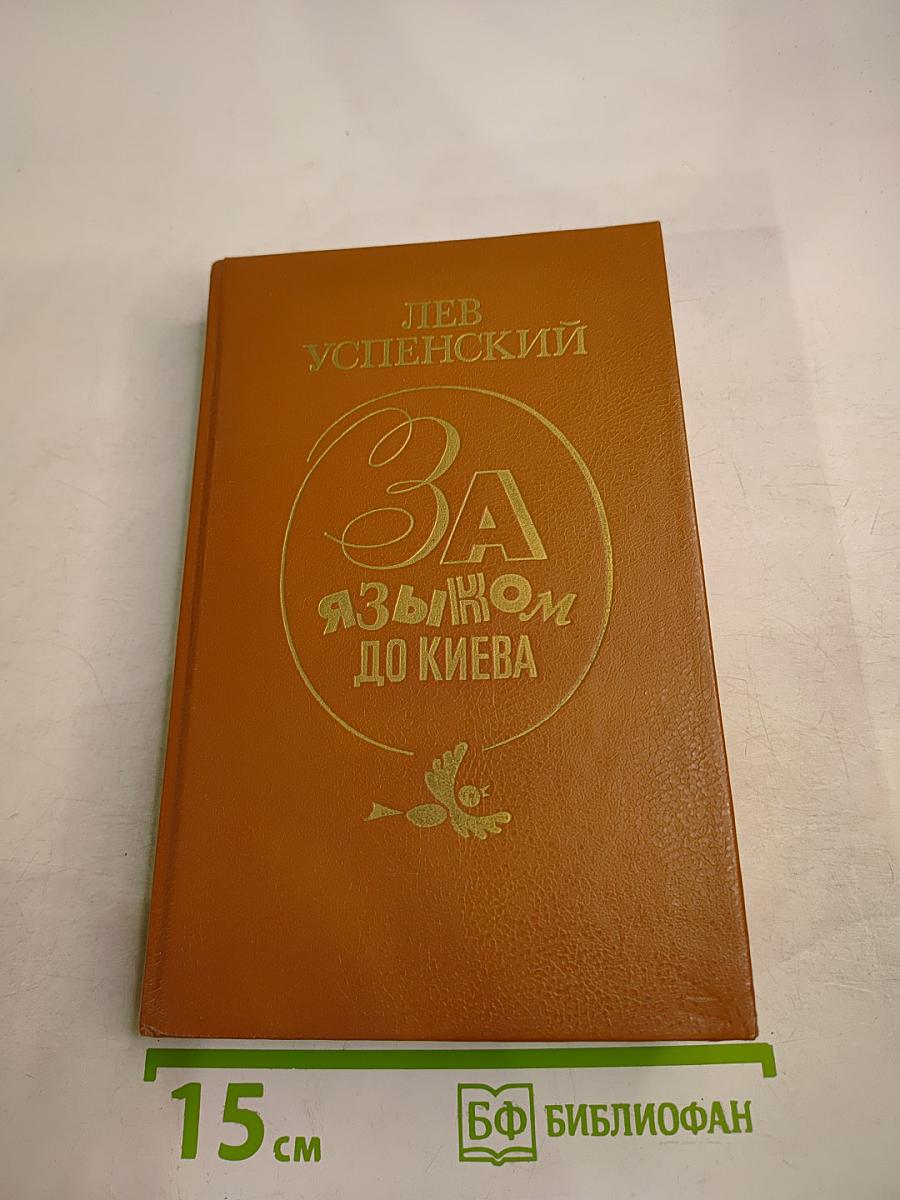 ЛЕВ
УСПЕНСКИЙ
ЗА
ЯЗЫКОМ
ДО КИЕВА
15 см
БФ БИБЛИОФАН